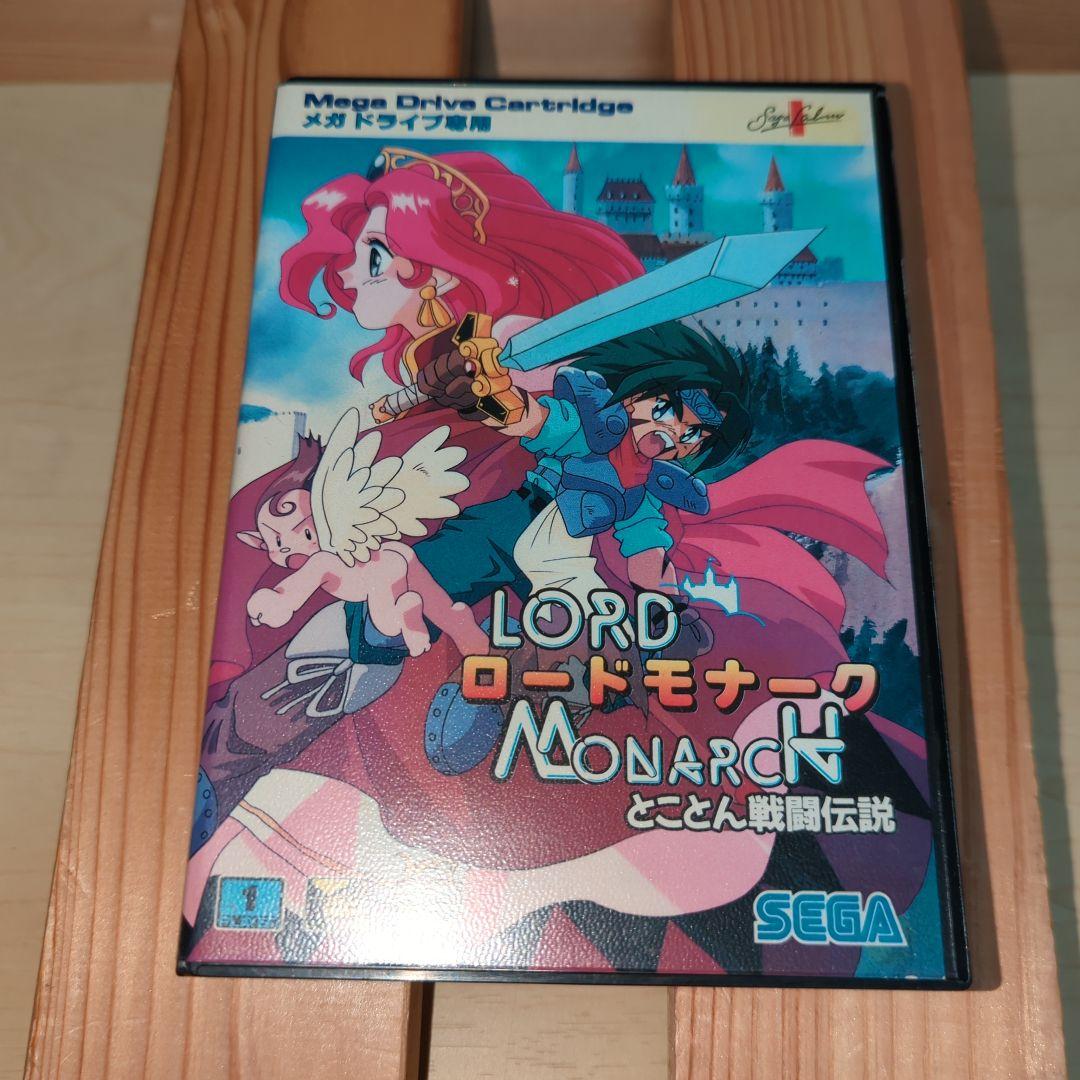 Mega Drive Cartridge
メガドライブ専用
LORD
ロードモナーク
MONARCH
とことん戦闘伝説
1
SEGA